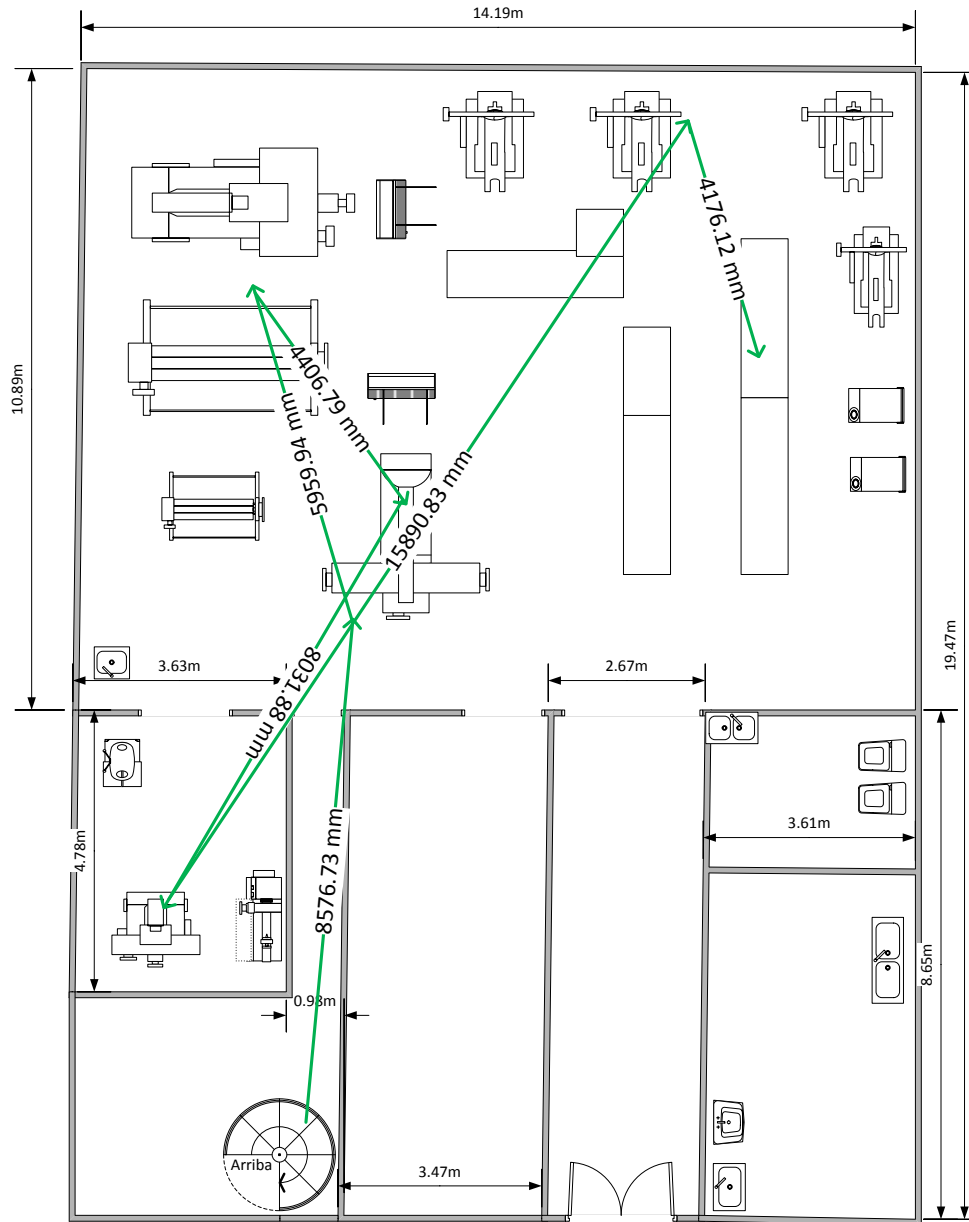 14.19m
10.89m
4176.12 mm
4406.79 mm
5959.94 mm
15890.83 mm
19.47m
3.63m
2.67m
8031.88 mm
4.78m
3.61m
8576.73 mm
8.65m
0.98m
Arriba
3.47m